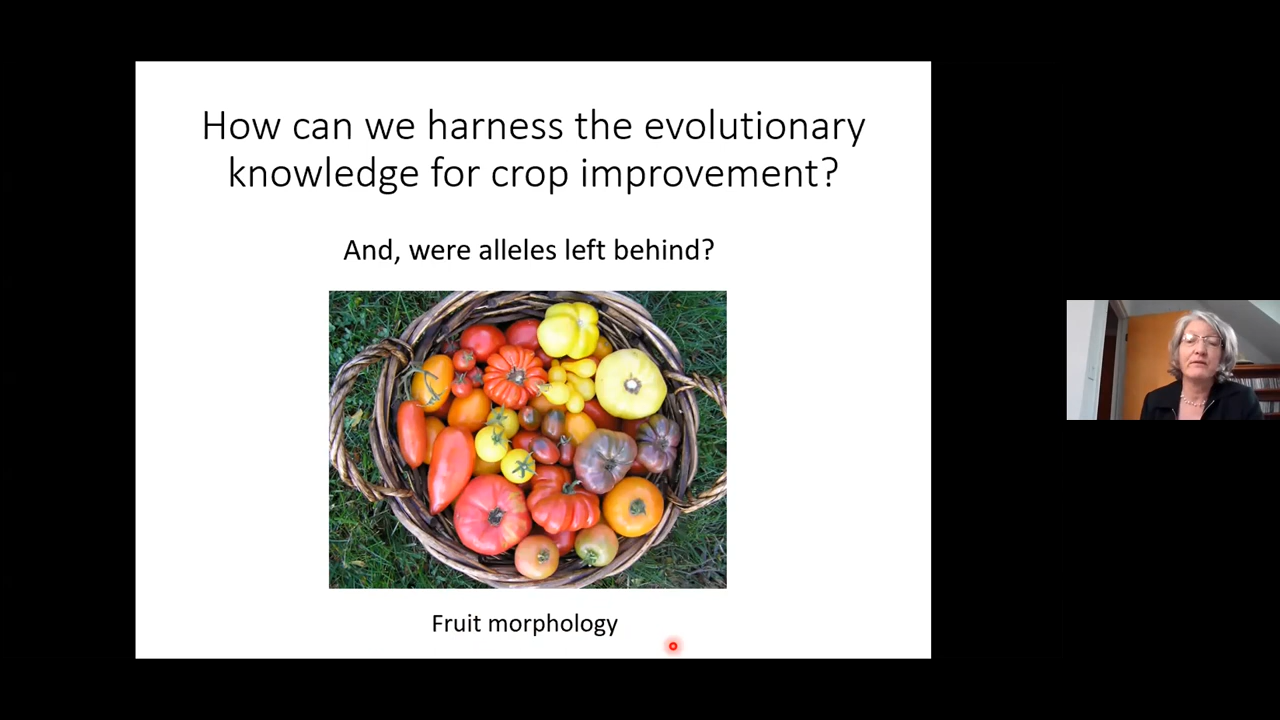 How can we harness the evolutionary
knowledge for crop improvement?
And, were alleles left behind?
Fruit morphology